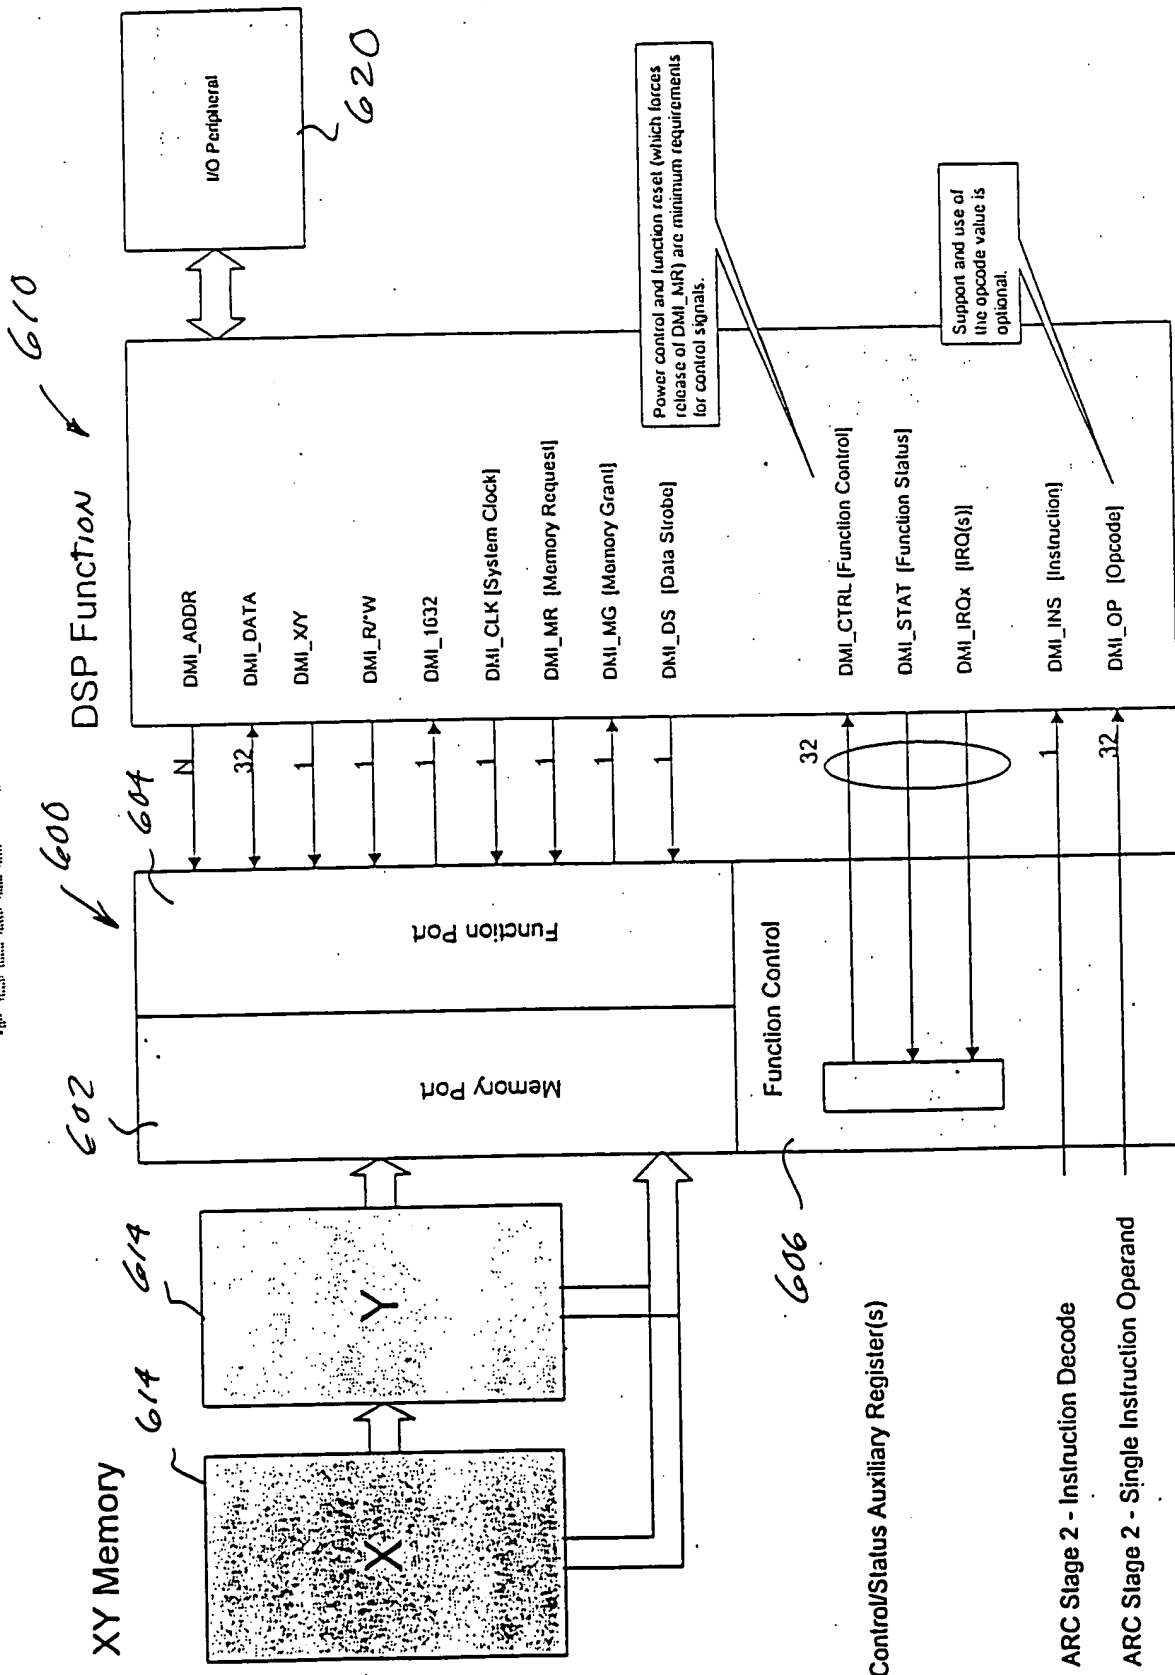 XY Memory
614
X
614
Y
602
Memory Port
600
604
Function Port
Function Control
606
Control/Status Auxiliary Register(s)
ARC Stage 2 - Instruction Decode
ARC Stage 2 - Single Instruction Operand
DSP Function
610
N
DMI_ADDR
32
DMI_DATA
1
DMI_X/Y
1
DMI_R/*W
1
DMI_1632
1
DMI_CLK [System Clock]
1
DMI_MR [Memory Request]
1
DMI_MG [Memory Grant]
1
DMI_DS [Data Strobe]
32
DMI_CTRL [Function Control]
DMI_STAT [Function Status]
DMI_IRQx [IRQ(s)]
1
DMI_INS [Instruction]
32
DMI_OP [Opcode]
I/O Peripheral
620
Power control and function reset (which forces
release of DMI_MR) are minimum requirements
for control signals.
Support and use of
the opcode value is
optional.